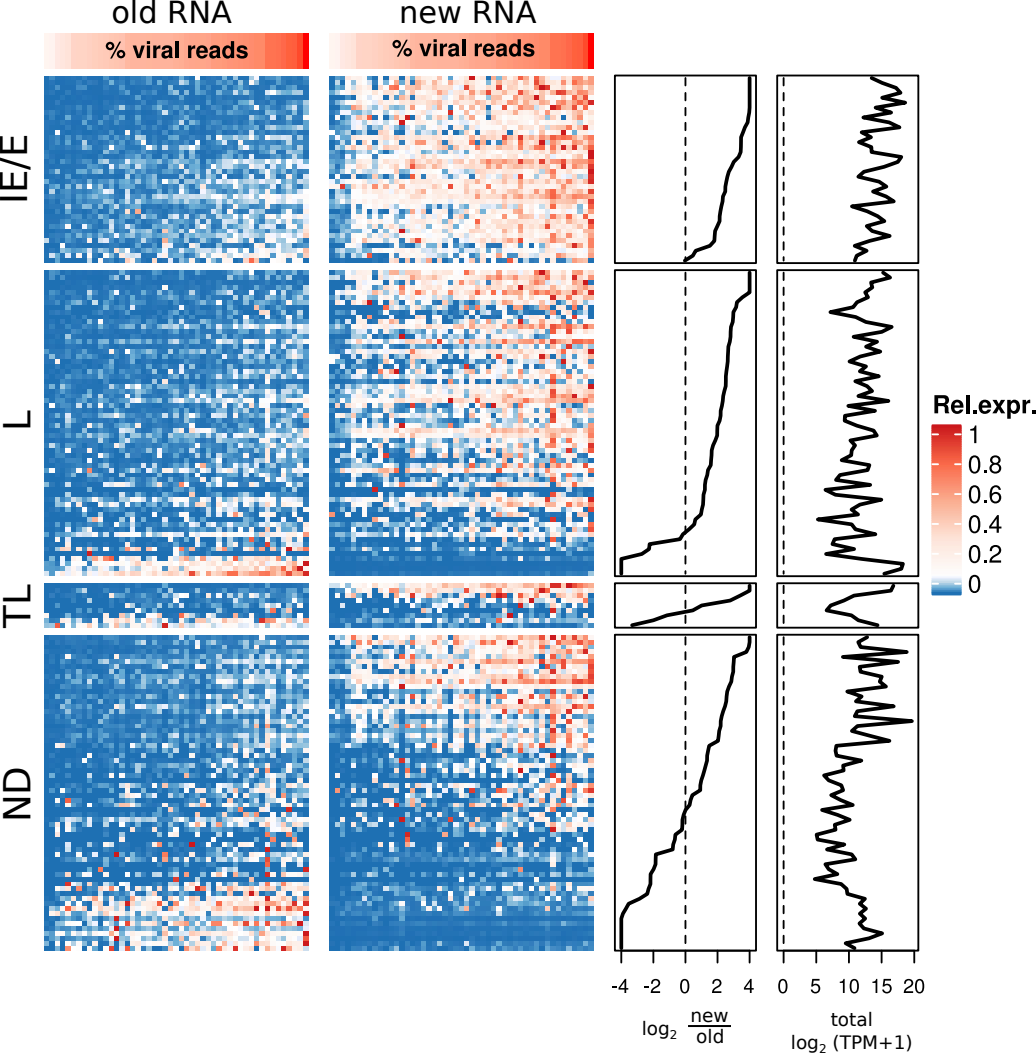 old RNA
new RNA
% viral reads
% viral reads
IE/E
L
TL
ND
Rel.expr.
1
0.8
0.6
0.4
0.2
0
-4 -2 0 2 4
0 5 10 15 20
log2 new/old
total
log2 (TPM+1)